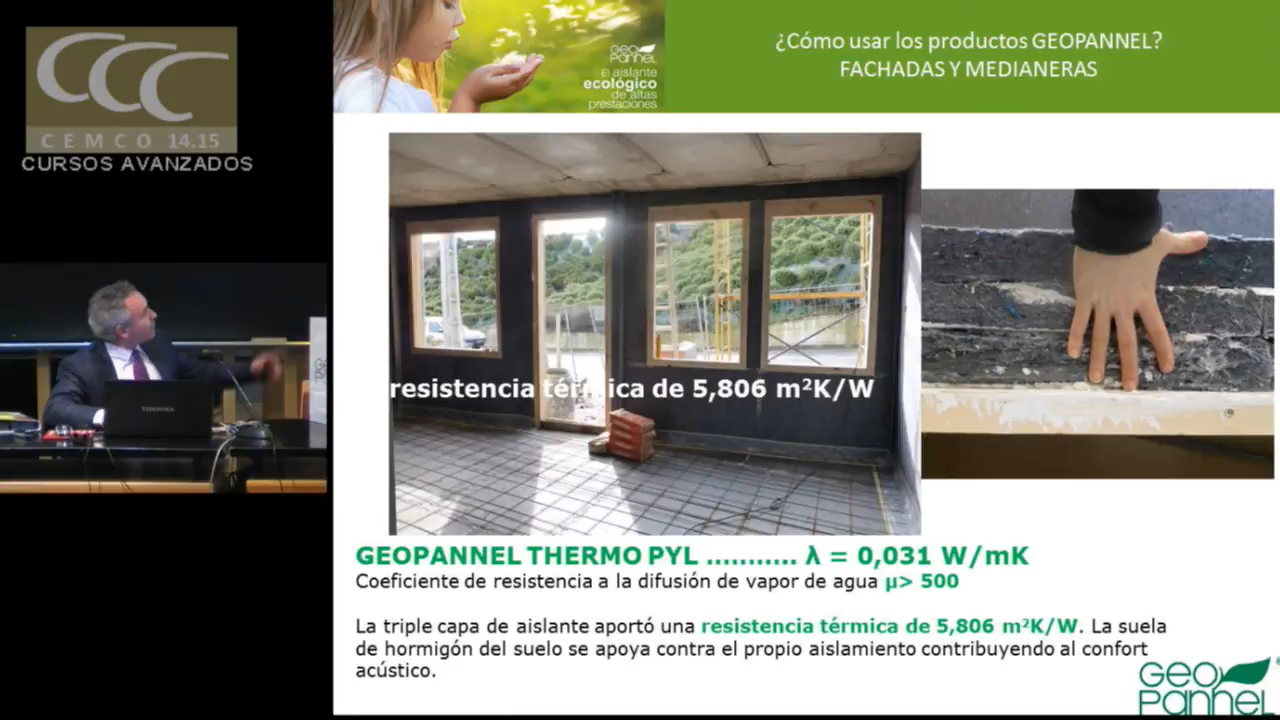 CCC
CEMCO 14.15
CURSOS AVANZADOS
GEO
PANNEL
El aislante
ecológico
de altas
prestaciones
¿Cómo usar los productos GEOPANNEL?
FACHADAS Y MEDIANERAS
resistencia térmica de 5,806 m²K/W
TOSHIBA
GEOPANNEL THERMO PYL ........... λ = 0,031 W/mK
Coeficiente de resistencia a la difusión de vapor de agua µ> 500
La triple capa de aislante aportó una resistencia térmica de 5,806 m²K/W. La suela
de hormigón del suelo se apoya contra el propio aislamiento contribuyendo al confort
acústico.
GEO
PANNEL